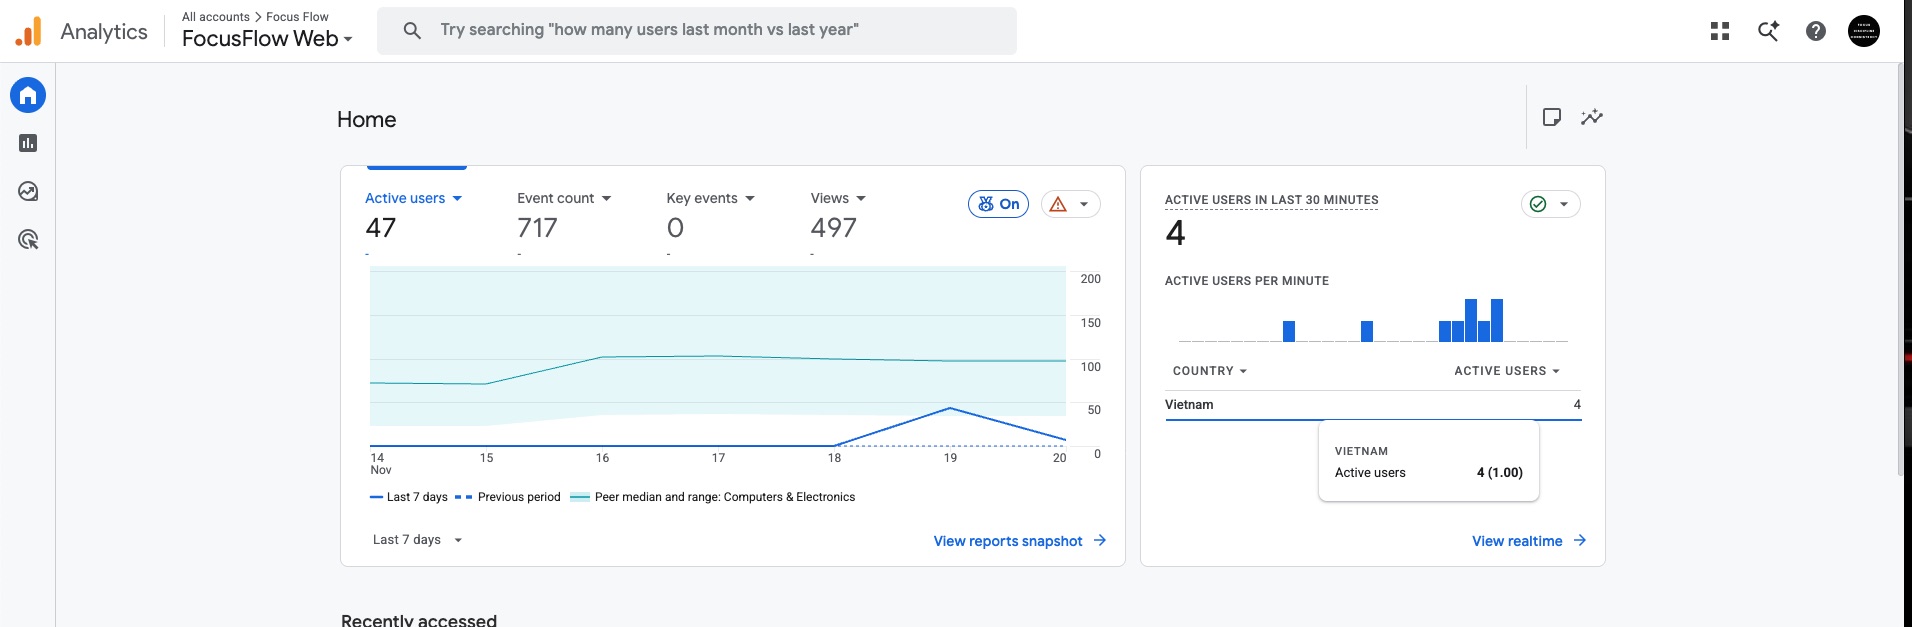 Analytics
All accounts > Focus Flow
FocusFlow Web
Try searching "how many users last month vs last year"
Home
Active users
47
-
Event count
717
-
Key events
0
-
Views
497
-
On
200
150
100
50
0
14
Nov
15
16
17
18
19
20
Last 7 days
Previous period
Peer median and range: Computers & Electronics
Last 7 days
View reports snapshot
ACTIVE USERS IN LAST 30 MINUTES
4
ACTIVE USERS PER MINUTE
COUNTRY
ACTIVE USERS
Vietnam
4
VIETNAM
Active users
4 (1.00)
View realtime
Recently accessed